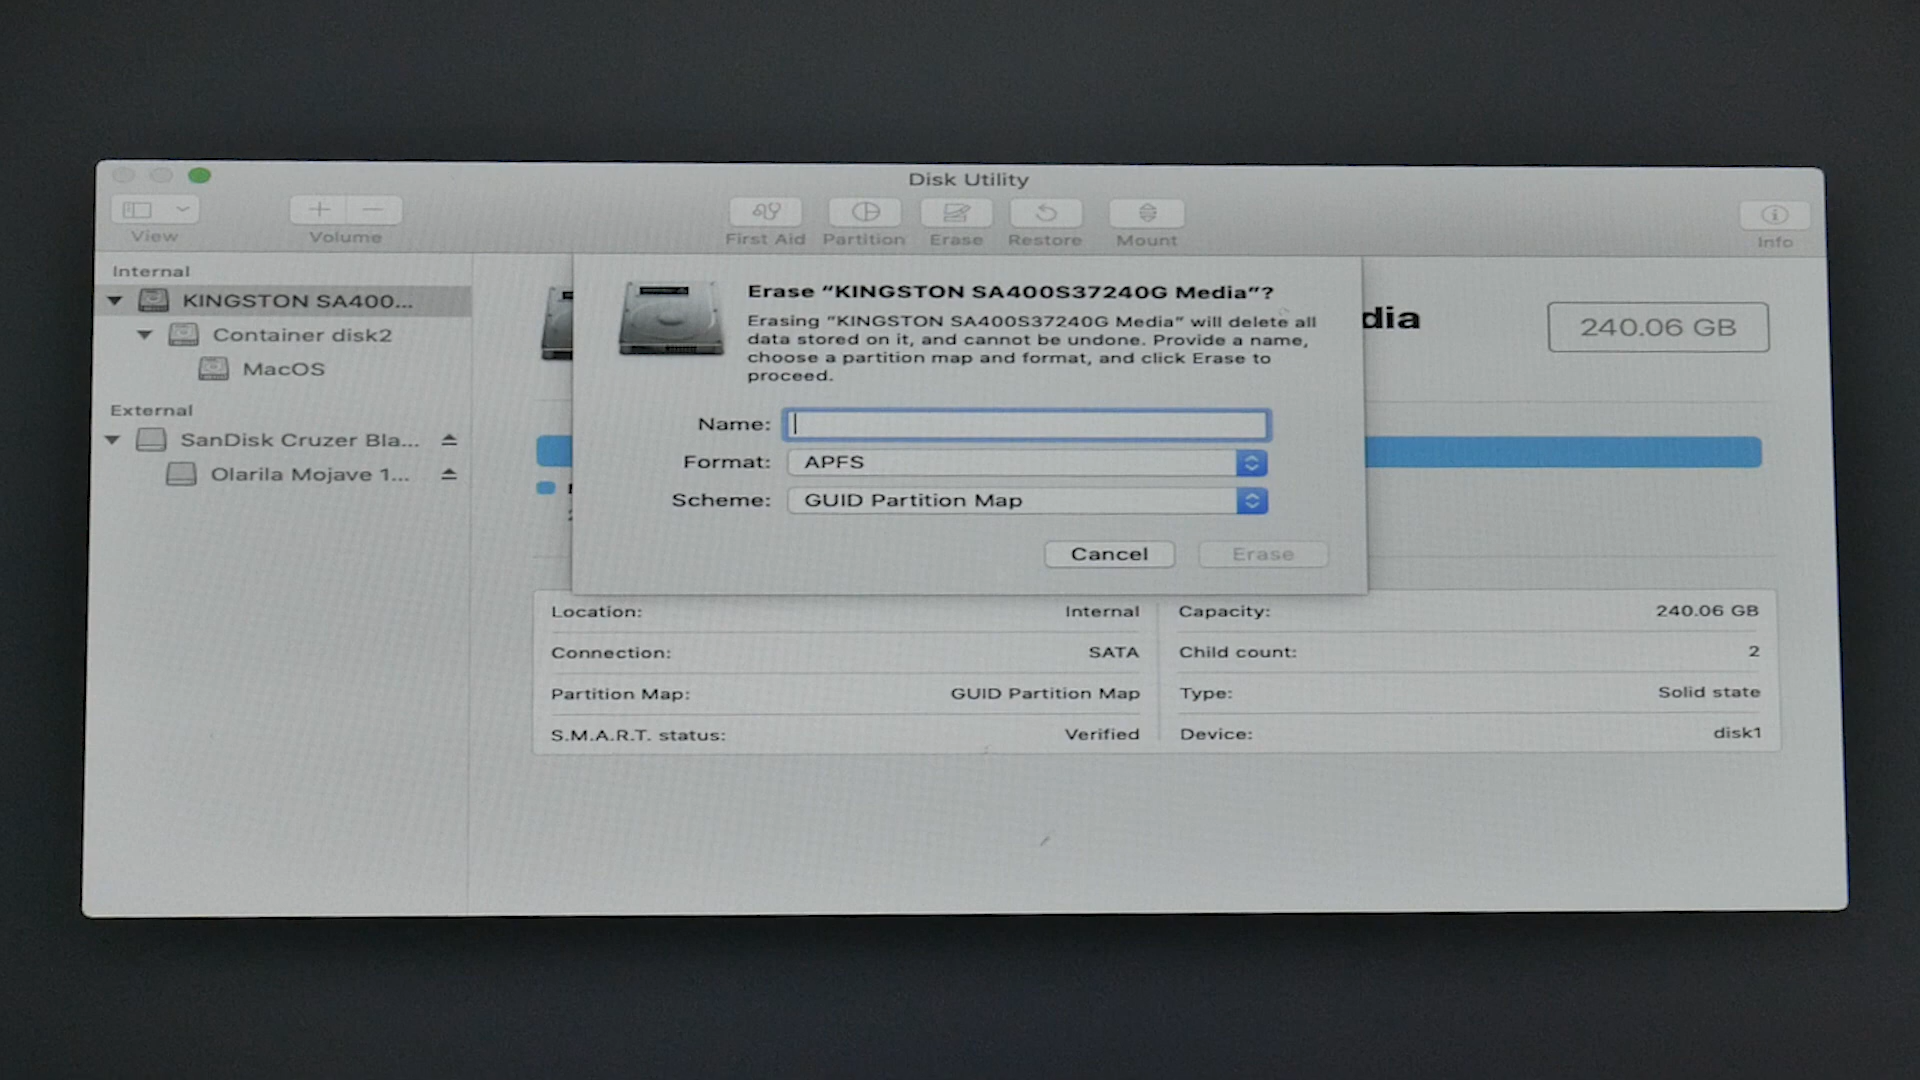 Disk Utility
View
Volume
First Aid
Partition
Erase
Restore
Mount
Info
Internal
KINGSTON SA400...
Container disk2
MacOS
External
SanDisk Cruzer Bla...
Olarila Mojave 1...
Erase “KINGSTON SA400S37240G Media”?
Erasing “KINGSTON SA400S37240G Media” will delete all
data stored on it, and cannot be undone. Provide a name,
choose a partition map and format, and click Erase to
proceed.
Name:
Format: APFS
Scheme: GUID Partition Map
Cancel
Erase
dia
240.06 GB
Location: Internal
Capacity: 240.06 GB
Connection: SATA
Child count: 2
Partition Map: GUID Partition Map
Type: Solid state
S.M.A.R.T. status: Verified
Device: disk1